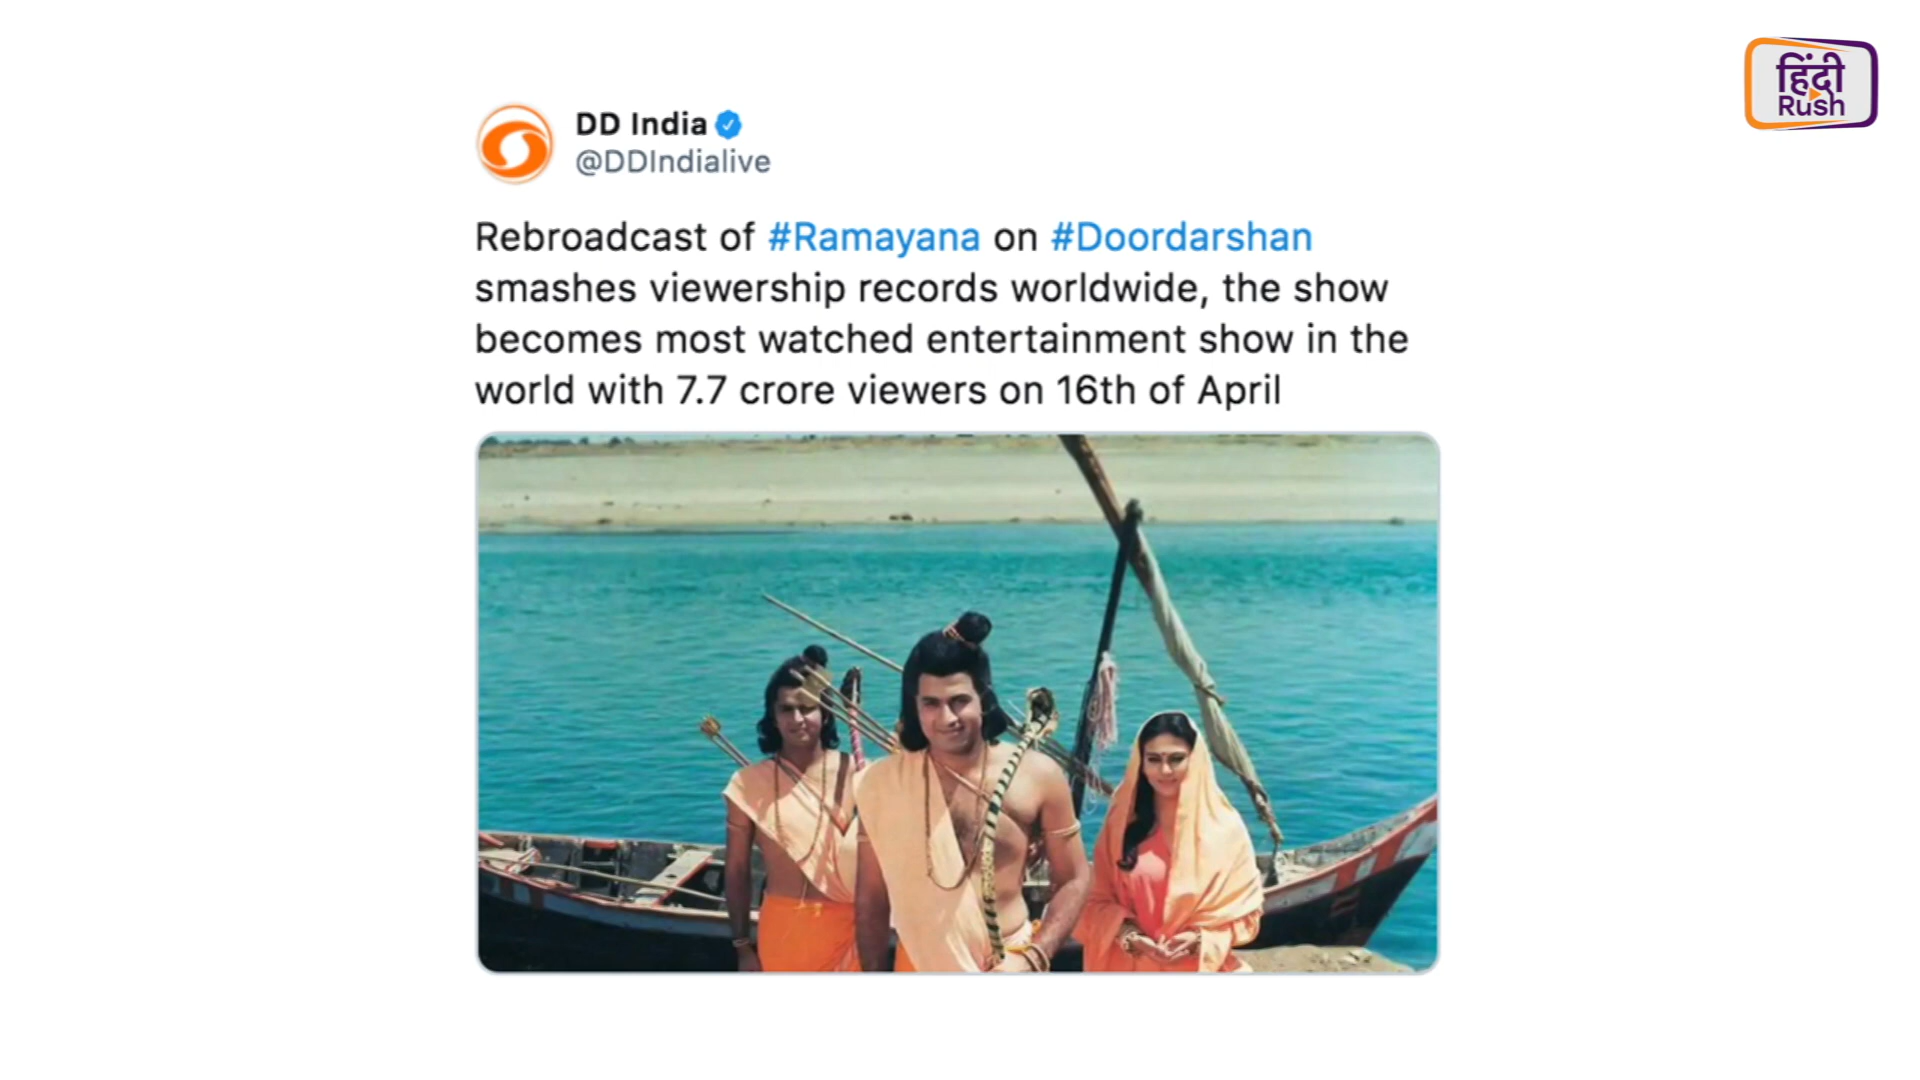 हिंदी
Rush
DD India
@DDIndialive
Rebroadcast of #Ramayana on #Doordarshan
smashes viewership records worldwide, the show
becomes most watched entertainment show in the
world with 7.7 crore viewers on 16th of April